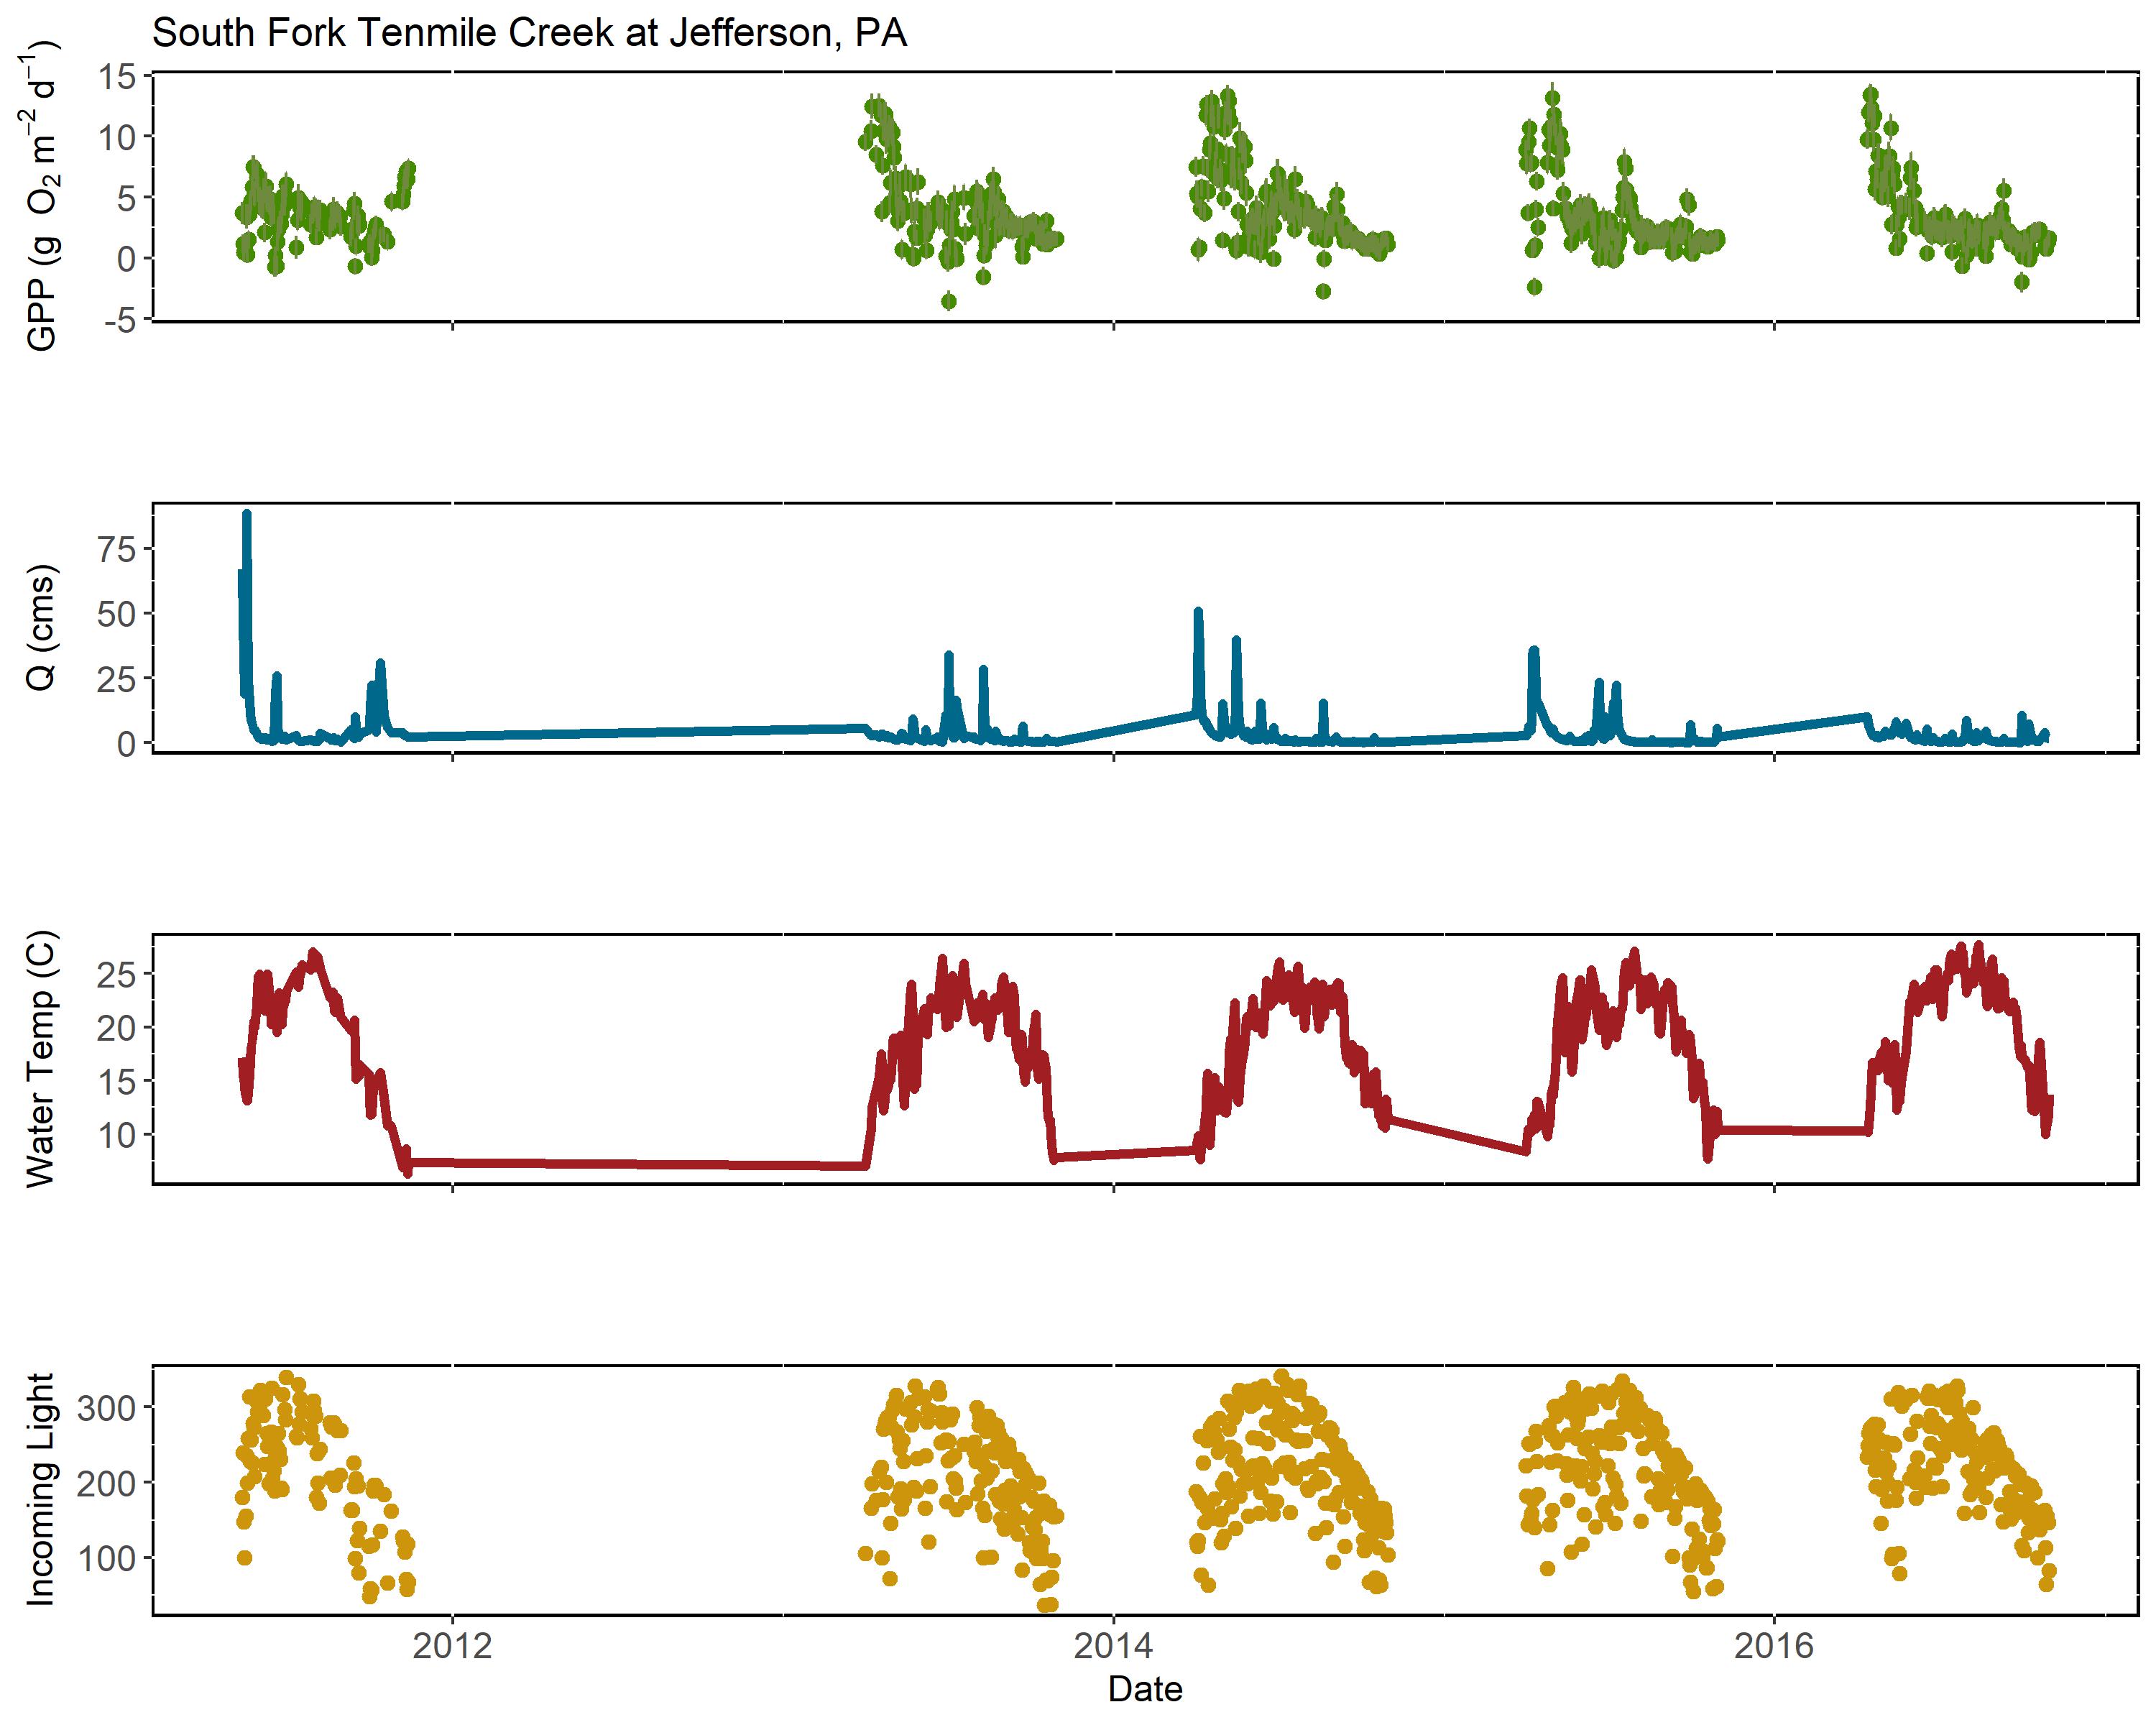 South Fork Tenmile Creek at Jefferson, PA
GPP (g O₂ m⁻² d⁻¹)
15
10
5
0
-5
Q (cms)
75
50
25
0
Water Temp (C)
25
20
15
10
Incoming Light
300
200
100
2012 2014 2016
Date